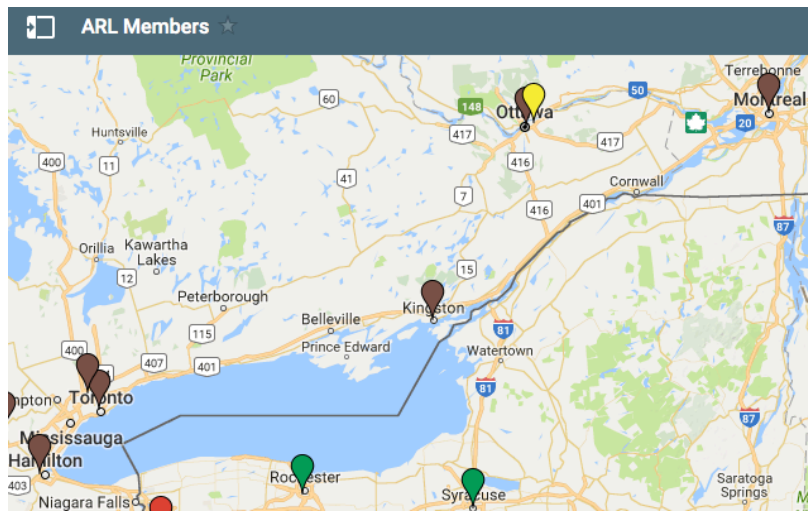 ARL Members
Provincial
Park
Terrebonne
60
148
50
Montreal
Huntsville
Ottawa
20
417
417
400
11
416
41
Cornwall
7
401
416
87
Orillia
Kawartha
Lakes
12
15
Peterborough
Kingston
Belleville
115
81
Prince Edward
Watertown
400
407
401
81
Toronto
87
Mississauga
Hamilton
Rochester
Saratoga
Springs
403
Syracuse
Niagara Falls